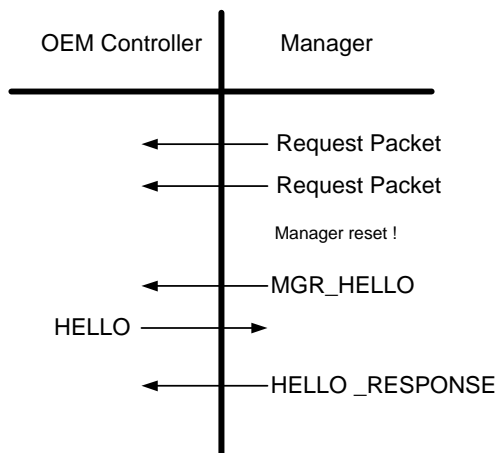 OEM Controller
Manager
Request Packet
Request Packet
Manager reset !
MGR_HELLO
HELLO
HELLO _RESPONSE